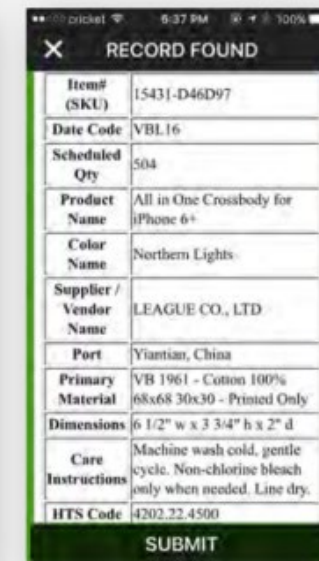 cricket 6:37 PM 100%
RECORD FOUND
Item#
(SKU)
15431-D46D97
Date Code VBL16
Scheduled
Qty
504
Product
Name
All in One Crossbody for
iPhone 6+
Color
Name
Northern Lights
Supplier /
Vendor
Name
LEAGUE CO., LTD
Port Yiantian, China
Primary
Material
VB 1961 - Cotton 100%
68x68 30x30 - Printed Only
Dimensions 6 1/2" w x 3 3/4" h x 2" d
Care
Instructions
Machine wash cold, gentle
cycle. Non-chlorine bleach
only when needed. Line dry.
HTS Code 4202.22.4500
SUBMIT